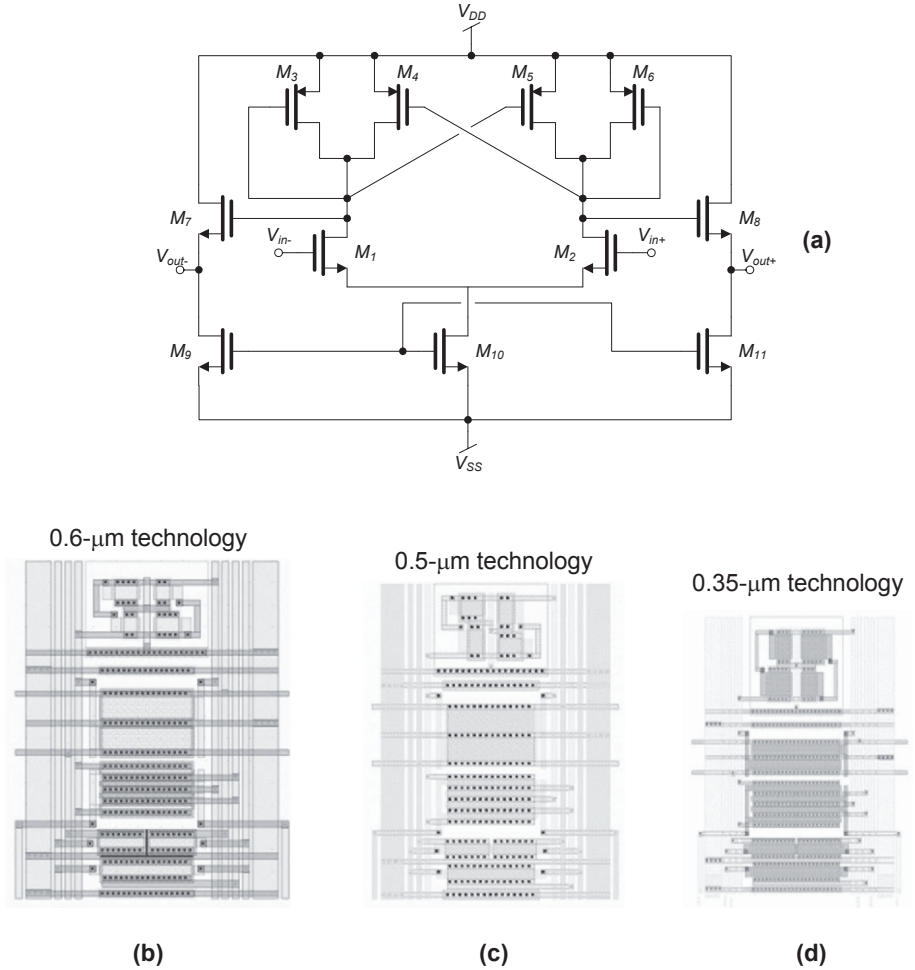 V_DD
M_3 M_4 M_5 M_6
M_7 M_8
V_in- V_in+
M_1 M_2
(a)
V_out- V_out+
M_9 M_10 M_11
V_SS
0.6-μm technology
0.5-μm technology
0.35-μm technology
(b) (c) (d)